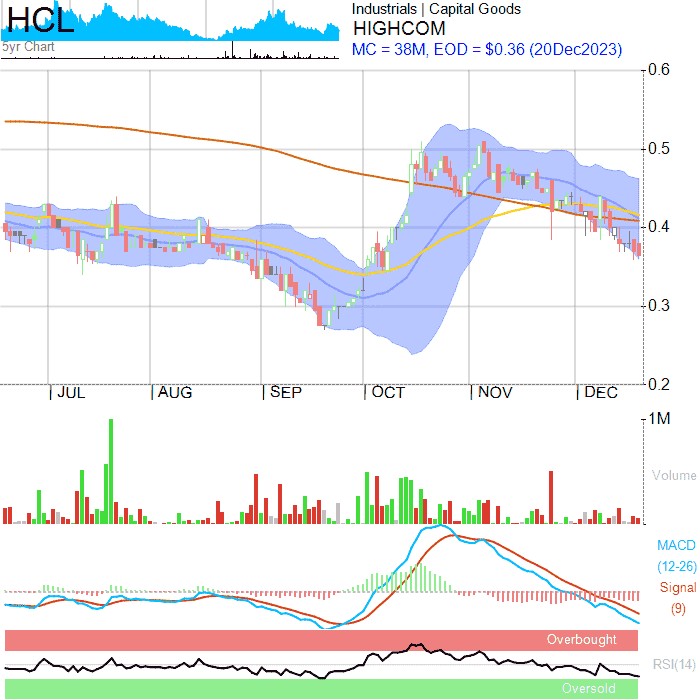 HCL
5yr Chart
Industrials | Capital Goods
HIGHCOM
MC = 38M, EOD = $0.36 (20Dec2023)
0.6
0.5
0.4
0.3
0.2
| JUL | AUG | SEP | OCT | NOV | DEC
1M
Volume
MACD
(12-26)
Signal
(9)
Overbought
RSI(14)
Oversold